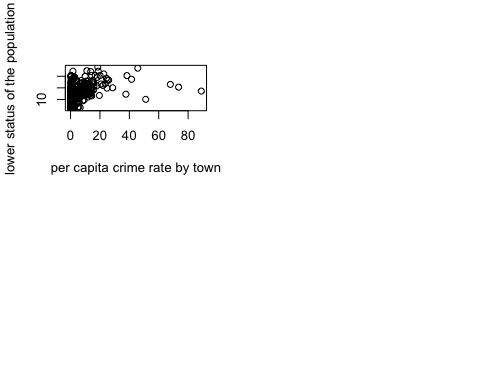 lower status of the population
10
0 20 40 60 80
per capita crime rate by town